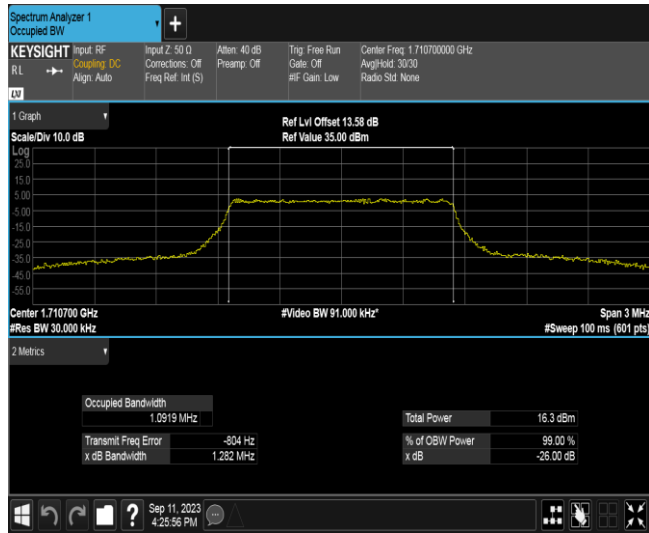 Spectrum Analyzer 1
Occupied BW
+
KEYSIGHT
RL
LXI
Input: RF
Coupling: DC
Align: Auto
Input Z: 50 Ω
Corrections: Off
Freq Ref: Int (S)
Atten: 40 dB
Preamp: Off
Trig: Free Run
Gate: Off
#IF Gain: Low
Center Freq: 1.710700000 GHz
Avg|Hold: 30/30
Radio Std: None
1 Graph
Scale/Div 10.0 dB
Ref Lvl Offset 13.58 dB
Ref Value 35.00 dBm
Log
25.0
15.0
5.00
-5.00
-15.0
-25.0
-35.0
-45.0
-55.0
Center 1.710700 GHz
#Video BW 91.000 kHz*
Span 3 MHz
#Res BW 30.000 kHz
#Sweep 100 ms (601 pts)
2 Metrics
Occupied Bandwidth
1.0919 MHz
Total Power 16.3 dBm
Transmit Freq Error -804 Hz
% of OBW Power 99.00 %
x dB Bandwidth 1.282 MHz
x dB -26.00 dB
?
Sep 11, 2023
4:25:56 PM